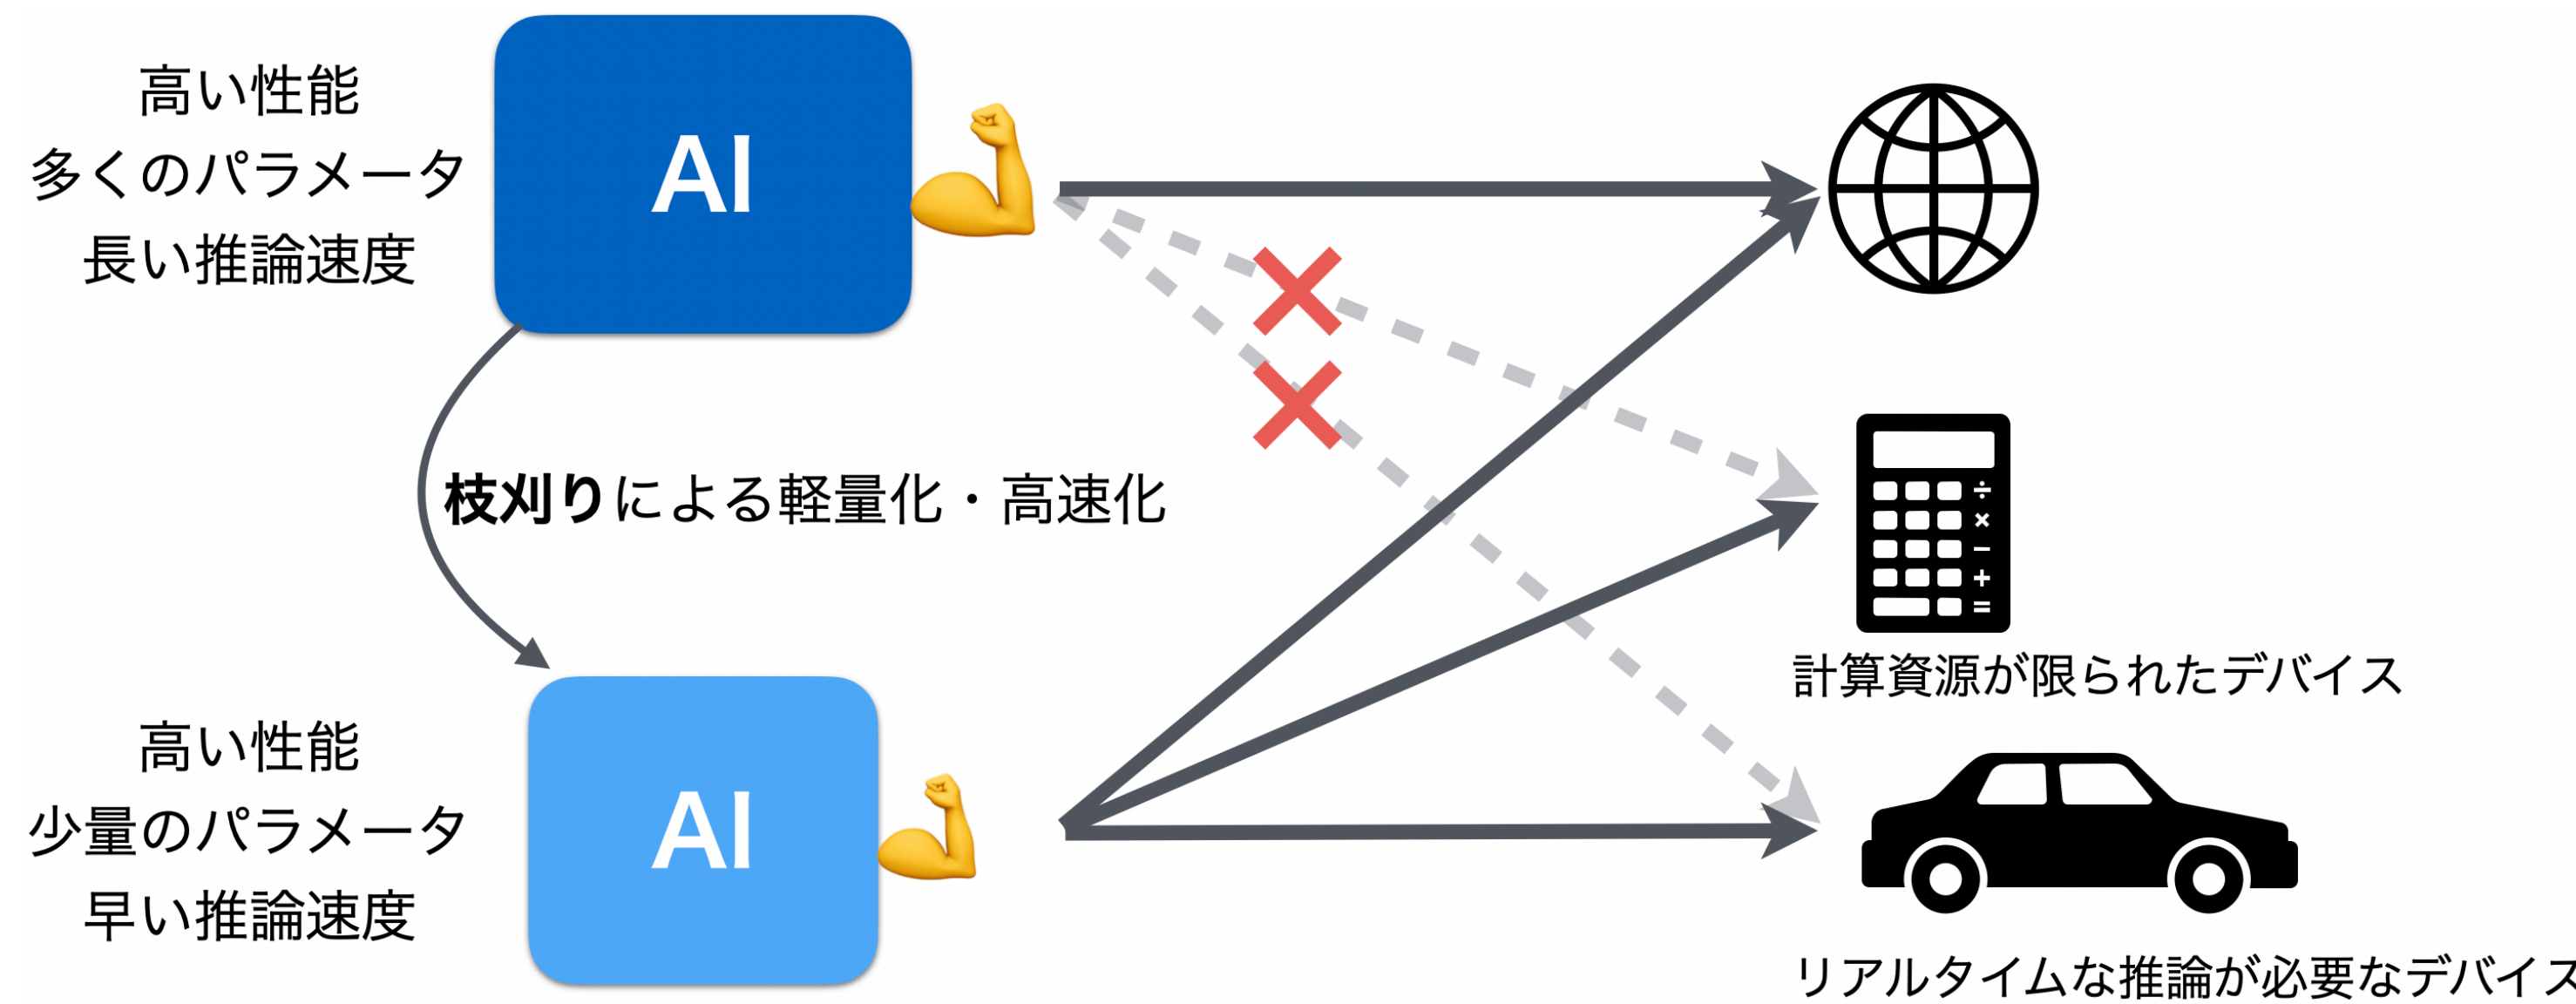 高い性能
多くのパラメータ
長い推論速度
AI
枝刈りによる軽量化・高速化
高い性能
少量のパラメータ
早い推論速度
AI
÷
×
−
+
=
計算資源が限られたデバイス
リアルタイムな推論が必要なデバイス